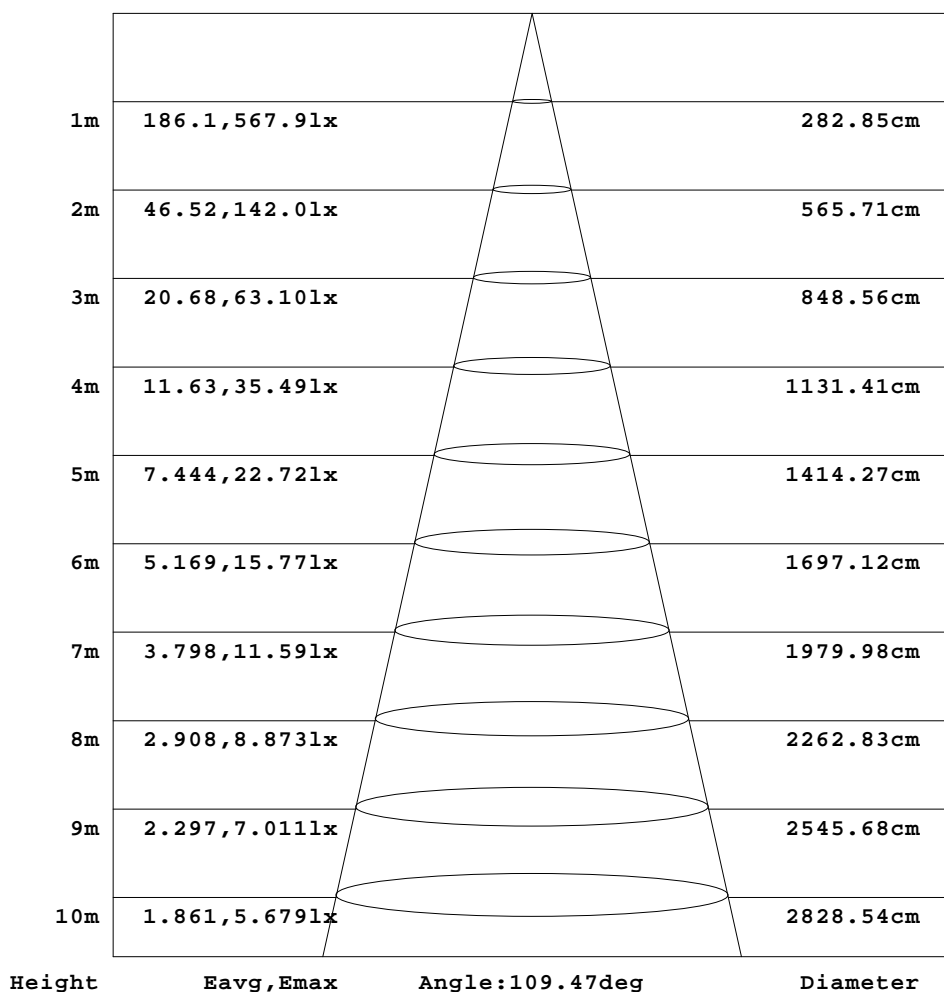 1m 186.1,567.9lx 282.85cm
2m 46.52,142.0lx 565.71cm
3m 20.68,63.10lx 848.56cm
4m 11.63,35.49lx 1131.41cm
5m 7.444,22.72lx 1414.27cm
6m 5.169,15.77lx 1697.12cm
7m 3.798,11.59lx 1979.98cm
8m 2.908,8.873lx 2262.83cm
9m 2.297,7.011lx 2545.68cm
10m 1.861,5.679lx 2828.54cm
Height Eavg,Emax Angle:109.47deg Diameter